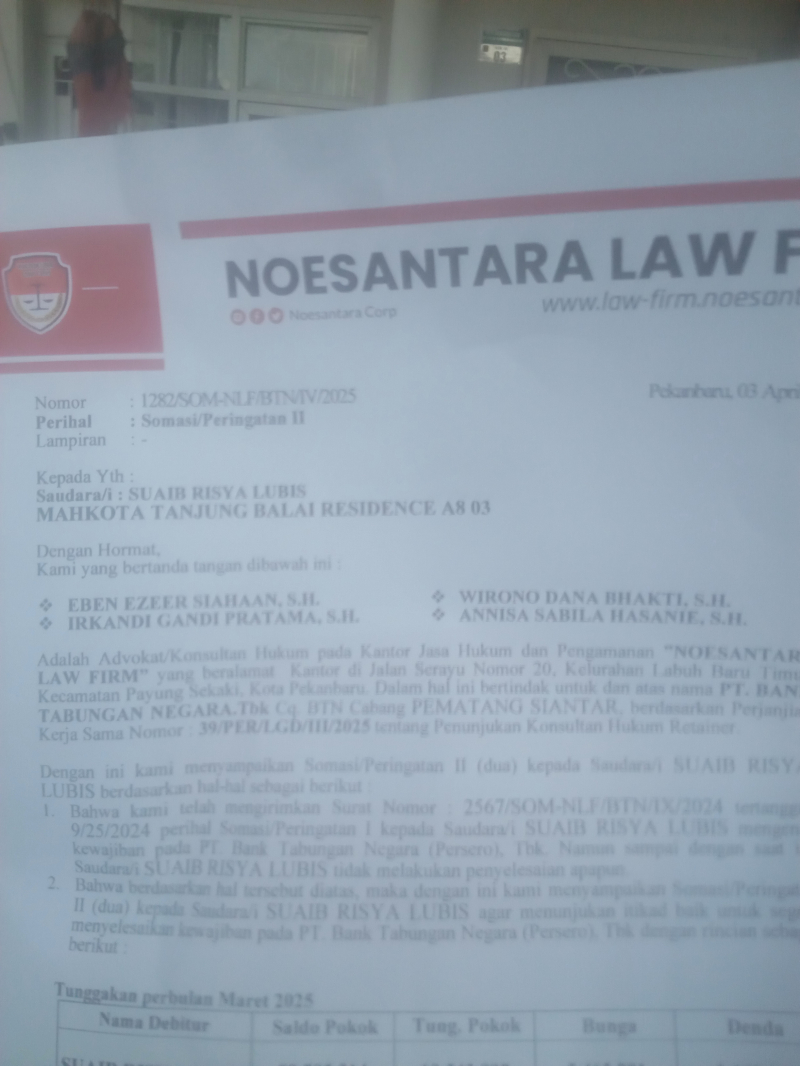 03
NOESANTARA LAW F
Noesantara Corp
www.law-firm.noesant
Nomor : 1282/SOM-NLF/BTN/IV/2025
Pekanbaru, 03 April
Perihal : Somasi/Peringatan II
Lampiran : -
Kepada Yth :
Saudara/i : SUAIB RISYA LUBIS
MAHKOTA TANJUNG BALAI RESIDENCE A8 03
Dengan Hormat,
Kami yang bertanda tangan dibawah ini :
❖ EBEN EZEER SIAHAAN, S.H.
❖ WIRONO DANA BHAKTI, S.H.
❖ IRKANDI GANDI PRATAMA, S.H.
❖ ANNISA SABILA HASANIE, S.H.
Adalah Advokat/Konsultan Hukum pada Kantor Jasa Hukum dan Pengamanan "NOESANTAR
LAW FIRM" yang beralamat Kantor di Jalan Serayu Nomor 20, Kelurahan Labuh Baru Timu
Kecamatan Payung Sekaki, Kota Pekanbaru. Dalam hal ini bertindak untuk dan atas nama PT. BAN
TABUNGAN NEGARA.Tbk Cq. BTN Cabang PEMATANG SIANTAR, berdasarkan Perjanjia
Kerja Sama Nomor : 39/PER/LGD/III/2025 tentang Penunjukan Konsultan Hukum Retainer.
Dengan ini kami menyampaikan Somasi/Peringatan II (dua) kepada Saudara/i SUAIB RISYA
LUBIS berdasarkan hal-hal sebagai berikut :
1. Bahwa kami telah mengirimkan Surat Nomor : 2567/SOM-NLF/BTN/IX/2024 tertangga
9/25/2024 perihal Somasi/Peringatan I kepada Saudara/i SUAIB RISYA LUBIS mengena
kewajiban pada PT. Bank Tabungan Negara (Persero), Tbk. Namun sampai dengan saat
Saudara/i SUAIB RISYA LUBIS tidak melakukan penyelesaian apapun.
2. Bahwa berdasarkan hal tersebut diatas, maka dengan ini kami menyampaikan Somasi/Peringat
II (dua) kepada Saudara/i SUAIB RISYA LUBIS agar menunjukan itikad baik untuk seg
menyelesaikan kewajiban pada PT. Bank Tabungan Negara (Persero), Tbk dengan rincian seba
berikut :
Tunggakan perbulan Maret 2025
Nama Debitur Saldo Pokok Tung. Pokok Bunga Denda